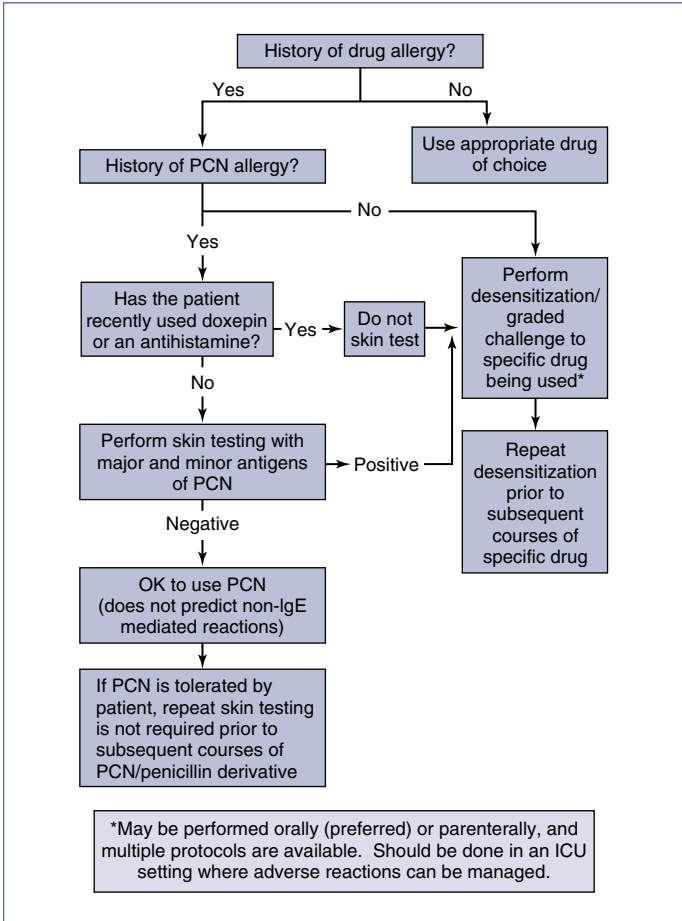 History of drug allergy?
Yes
No
Use appropriate drug
of choice
History of PCN allergy?
No
Yes
Has the patient
recently used doxepin
or an antihistamine?
Yes
Do not
skin test
Perform
desensitization/
graded
challenge to
specific drug
being used*
No
Perform skin testing with
major and minor antigens
of PCN
Positive
Repeat
desensitization
prior to
subsequent
courses of
specific drug
Negative
OK to use PCN
(does not predict non-IgE
mediated reactions)
If PCN is tolerated by
patient, repeat skin testing
is not required prior to
subsequent courses of
PCN/penicillin derivative
*May be performed orally (preferred) or parenterally, and
multiple protocols are available. Should be done in an ICU
setting where adverse reactions can be managed.